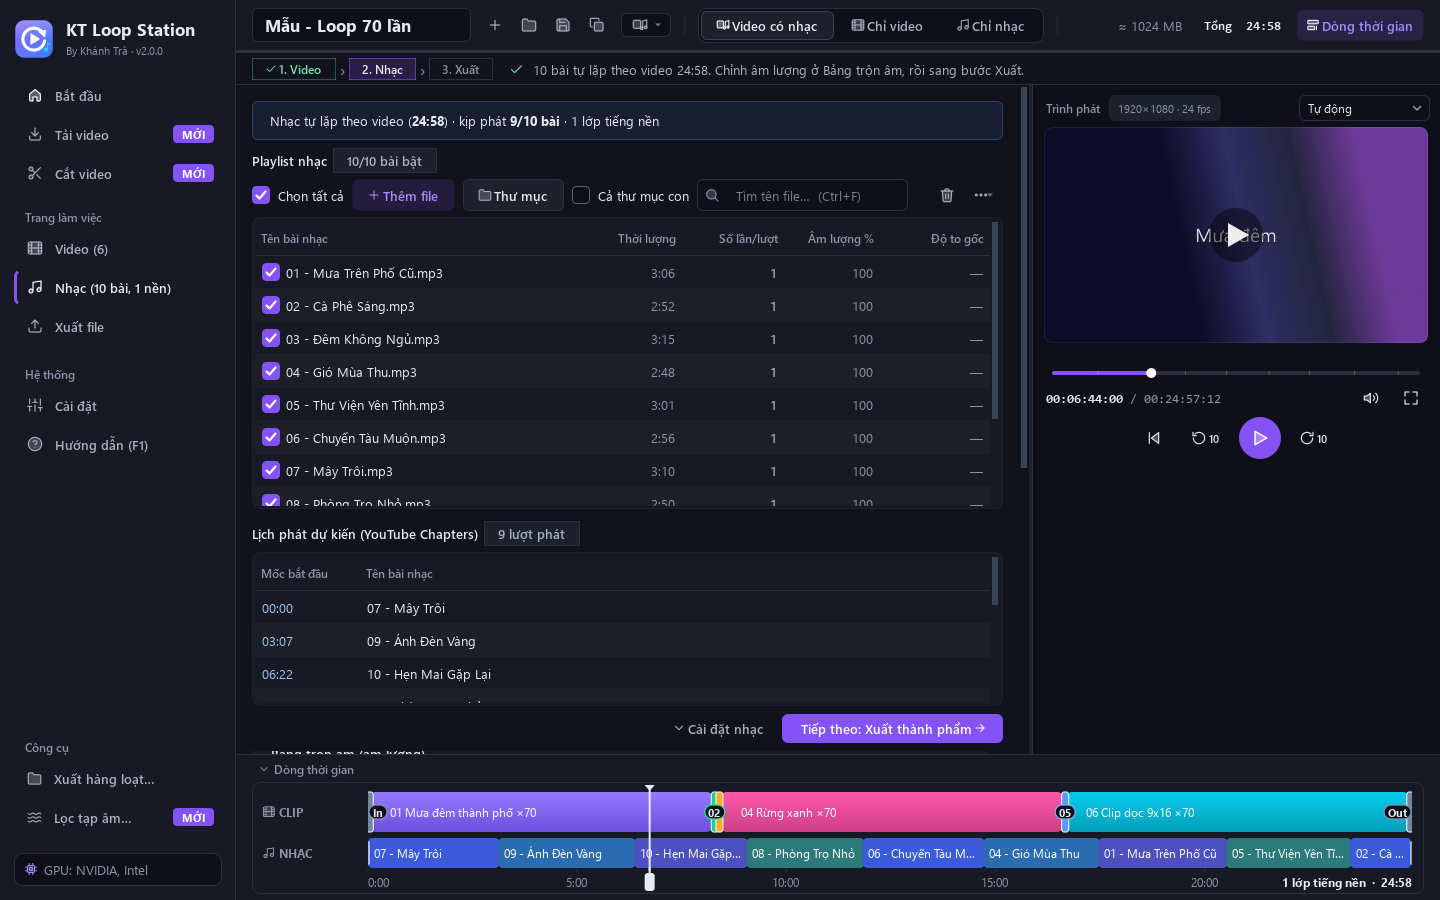 KT Loop Station
By Khánh Trà · v2.0.0
Bắt đầu
Tải video MỚI
Cắt video MỚI
Trang làm việc
Video (6)
Nhạc (10 bài, 1 nền)
Xuất file
Hệ thống
Cài đặt
Hướng dẫn (F1)
Công cụ
Xuất hàng loạt...
Lọc tạp âm... MỚI
GPU: NVIDIA, Intel
Mẫu - Loop 70 lần
Video có nhạc Chỉ video Chỉ nhạc
≈ 1024 MB Tổng 24:58 Dòng thời gian
1. Video › 2. Nhạc › 3. Xuất 10 bài tự lặp theo video 24:58. Chỉnh âm lượng ở Bảng trộn âm, rồi sang bước Xuất.
Nhạc tự lặp theo video (24:58) · kịp phát 9/10 bài · 1 lớp tiếng nền
Playlist nhạc 10/10 bài bật
Chọn tất cả + Thêm file Thư mục Cả thư mục con Tìm tên file... (Ctrl+F)
Tên bài nhạc Thời lượng Số lần/lượt Âm lượng % Độ to gốc
01 - Mưa Trên Phố Cũ.mp3 3:06 1 100 —
02 - Cà Phê Sáng.mp3 2:52 1 100 —
03 - Đêm Không Ngủ.mp3 3:15 1 100 —
04 - Gió Mùa Thu.mp3 2:48 1 100 —
05 - Thư Viện Yên Tĩnh.mp3 3:01 1 100 —
06 - Chuyến Tàu Muộn.mp3 2:56 1 100 —
07 - Mây Trôi.mp3 3:10 1 100 —
08 - Phòng Trọ Nhỏ.mp3 2:50 1 100 —
Lịch phát dự kiến (YouTube Chapters) 9 lượt phát
Mốc bắt đầu Tên bài nhạc
00:00 07 - Mây Trôi
03:07 09 - Ánh Đèn Vàng
06:22 10 - Hẹn Mai Gặp Lại
Cài đặt nhạc Tiếp theo: Xuất thành phẩm →
Bảng trộn âm (âm lượng)
Trình phát 1920×1080 · 24 fps Tự động
Mưa đêm
00:06:44:00 / 00:24:57:12
10 10
Dòng thời gian
CLIP In 01 Mưa đêm thành phố ×70 02 04 Rừng xanh ×70 05 06 Clip dọc 9x16 ×70 Out
NHẠC 07 - Mây Trôi 09 - Ánh Đèn Vàng 10 - Hẹn Mai Gặp... 08 - Phòng Trọ Nhỏ 06 - Chuyến Tàu M... 04 - Gió Mùa Thu 01 - Mưa Trên Phố Cũ 05 - Thư Viện Yên Tĩ... 02 - Cà ...
0:00 5:00 10:00 15:00 20:00 1 lớp tiếng nền · 24:58